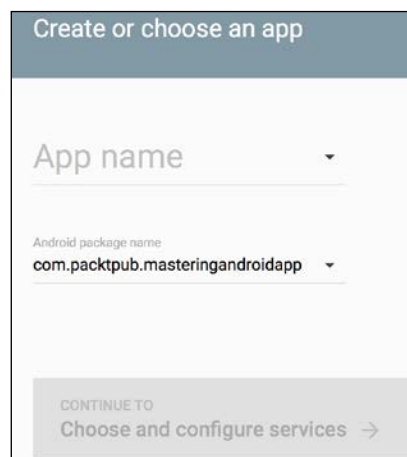 Create or choose an app
App name
Android package name
com.packtpub.masteringandroidapp
CONTINUE TO
Choose and configure services →